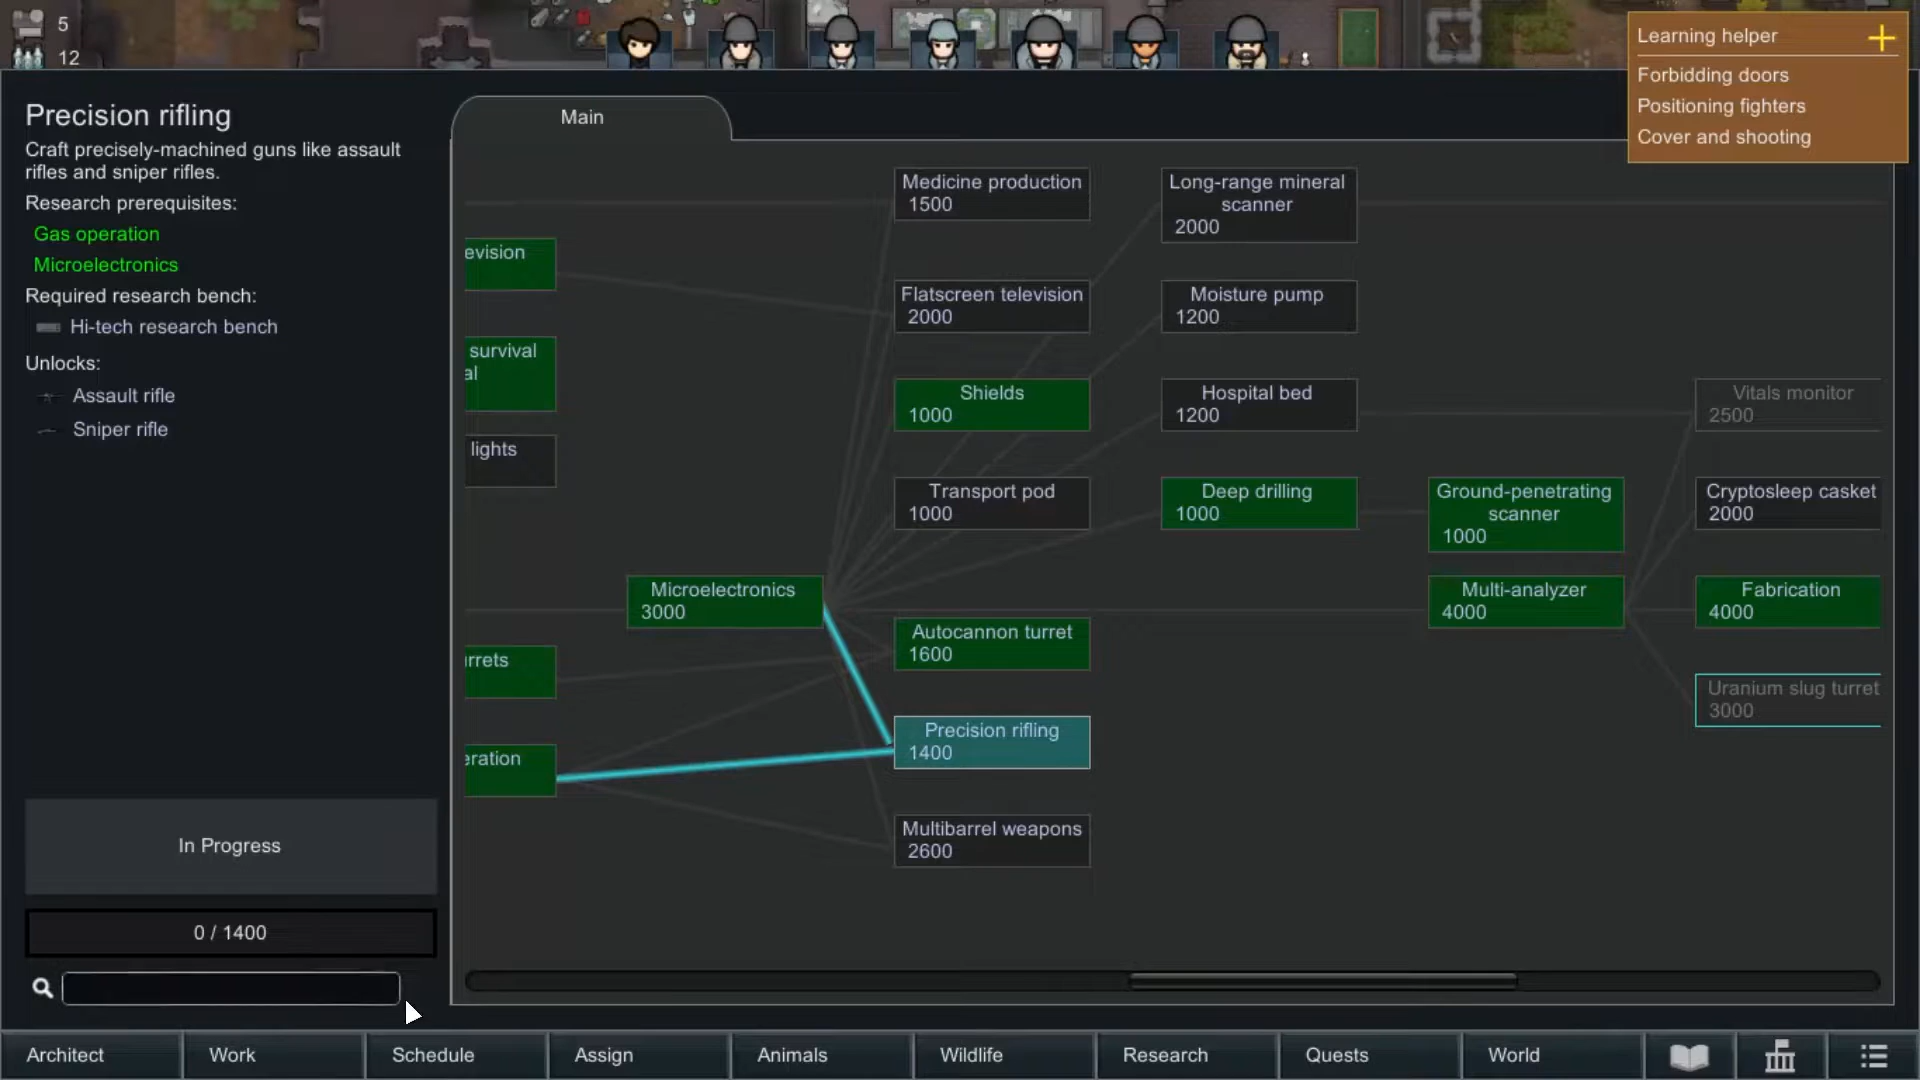 5
12
Learning helper
Forbidding doors
Positioning fighters
Cover and shooting
Precision rifling
Craft precisely-machined guns like assault
rifles and sniper rifles.
Research prerequisites:
Gas operation
Microelectronics
Required research bench:
Hi-tech research bench
Unlocks:
Assault rifle
Sniper rifle
In Progress
0 / 1400
Main
evision
survival
al
lights
Microelectronics
3000
urrets
eration
Medicine production
1500
Flatscreen television
2000
Shields
1000
Transport pod
1000
Autocannon turret
1600
Precision rifling
1400
Multibarrel weapons
2600
Long-range mineral
scanner
2000
Moisture pump
1200
Hospital bed
1200
Deep drilling
1000
Ground-penetrating
scanner
1000
Multi-analyzer
4000
Vitals monitor
2500
Cryptosleep casket
2000
Fabrication
4000
Uranium slug turret
3000
Architect
Work
Schedule
Assign
Animals
Wildlife
Research
Quests
World